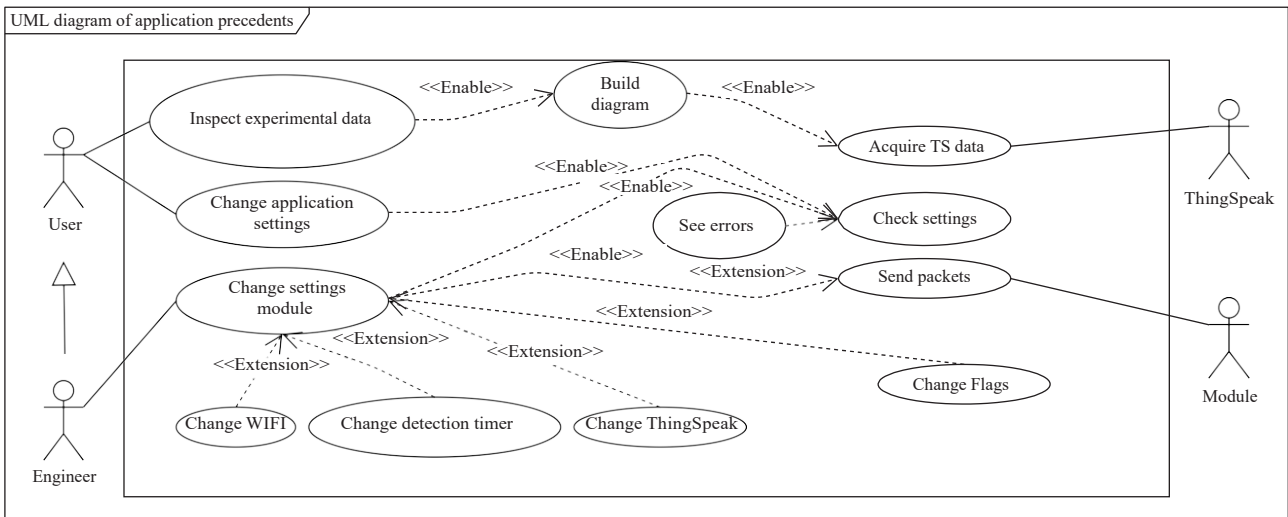 UML diagram of application precedents
<<Enable>>
Build
diagram
<<Enable>>
Inspect experimental data
Acquire TS data
User
ThingSpeak
<<Enable>>
<<Enable>>
Change application
settings
See errors
Check settings
<<Enable>>
<<Extension>>
Send packets
Change settings
module
<<Extension>>
<<Extension>>
<<Extension>>
<<Extension>>
Change Flags
Module
Change WIFI
Change detection timer
Change ThingSpeak
Engineer